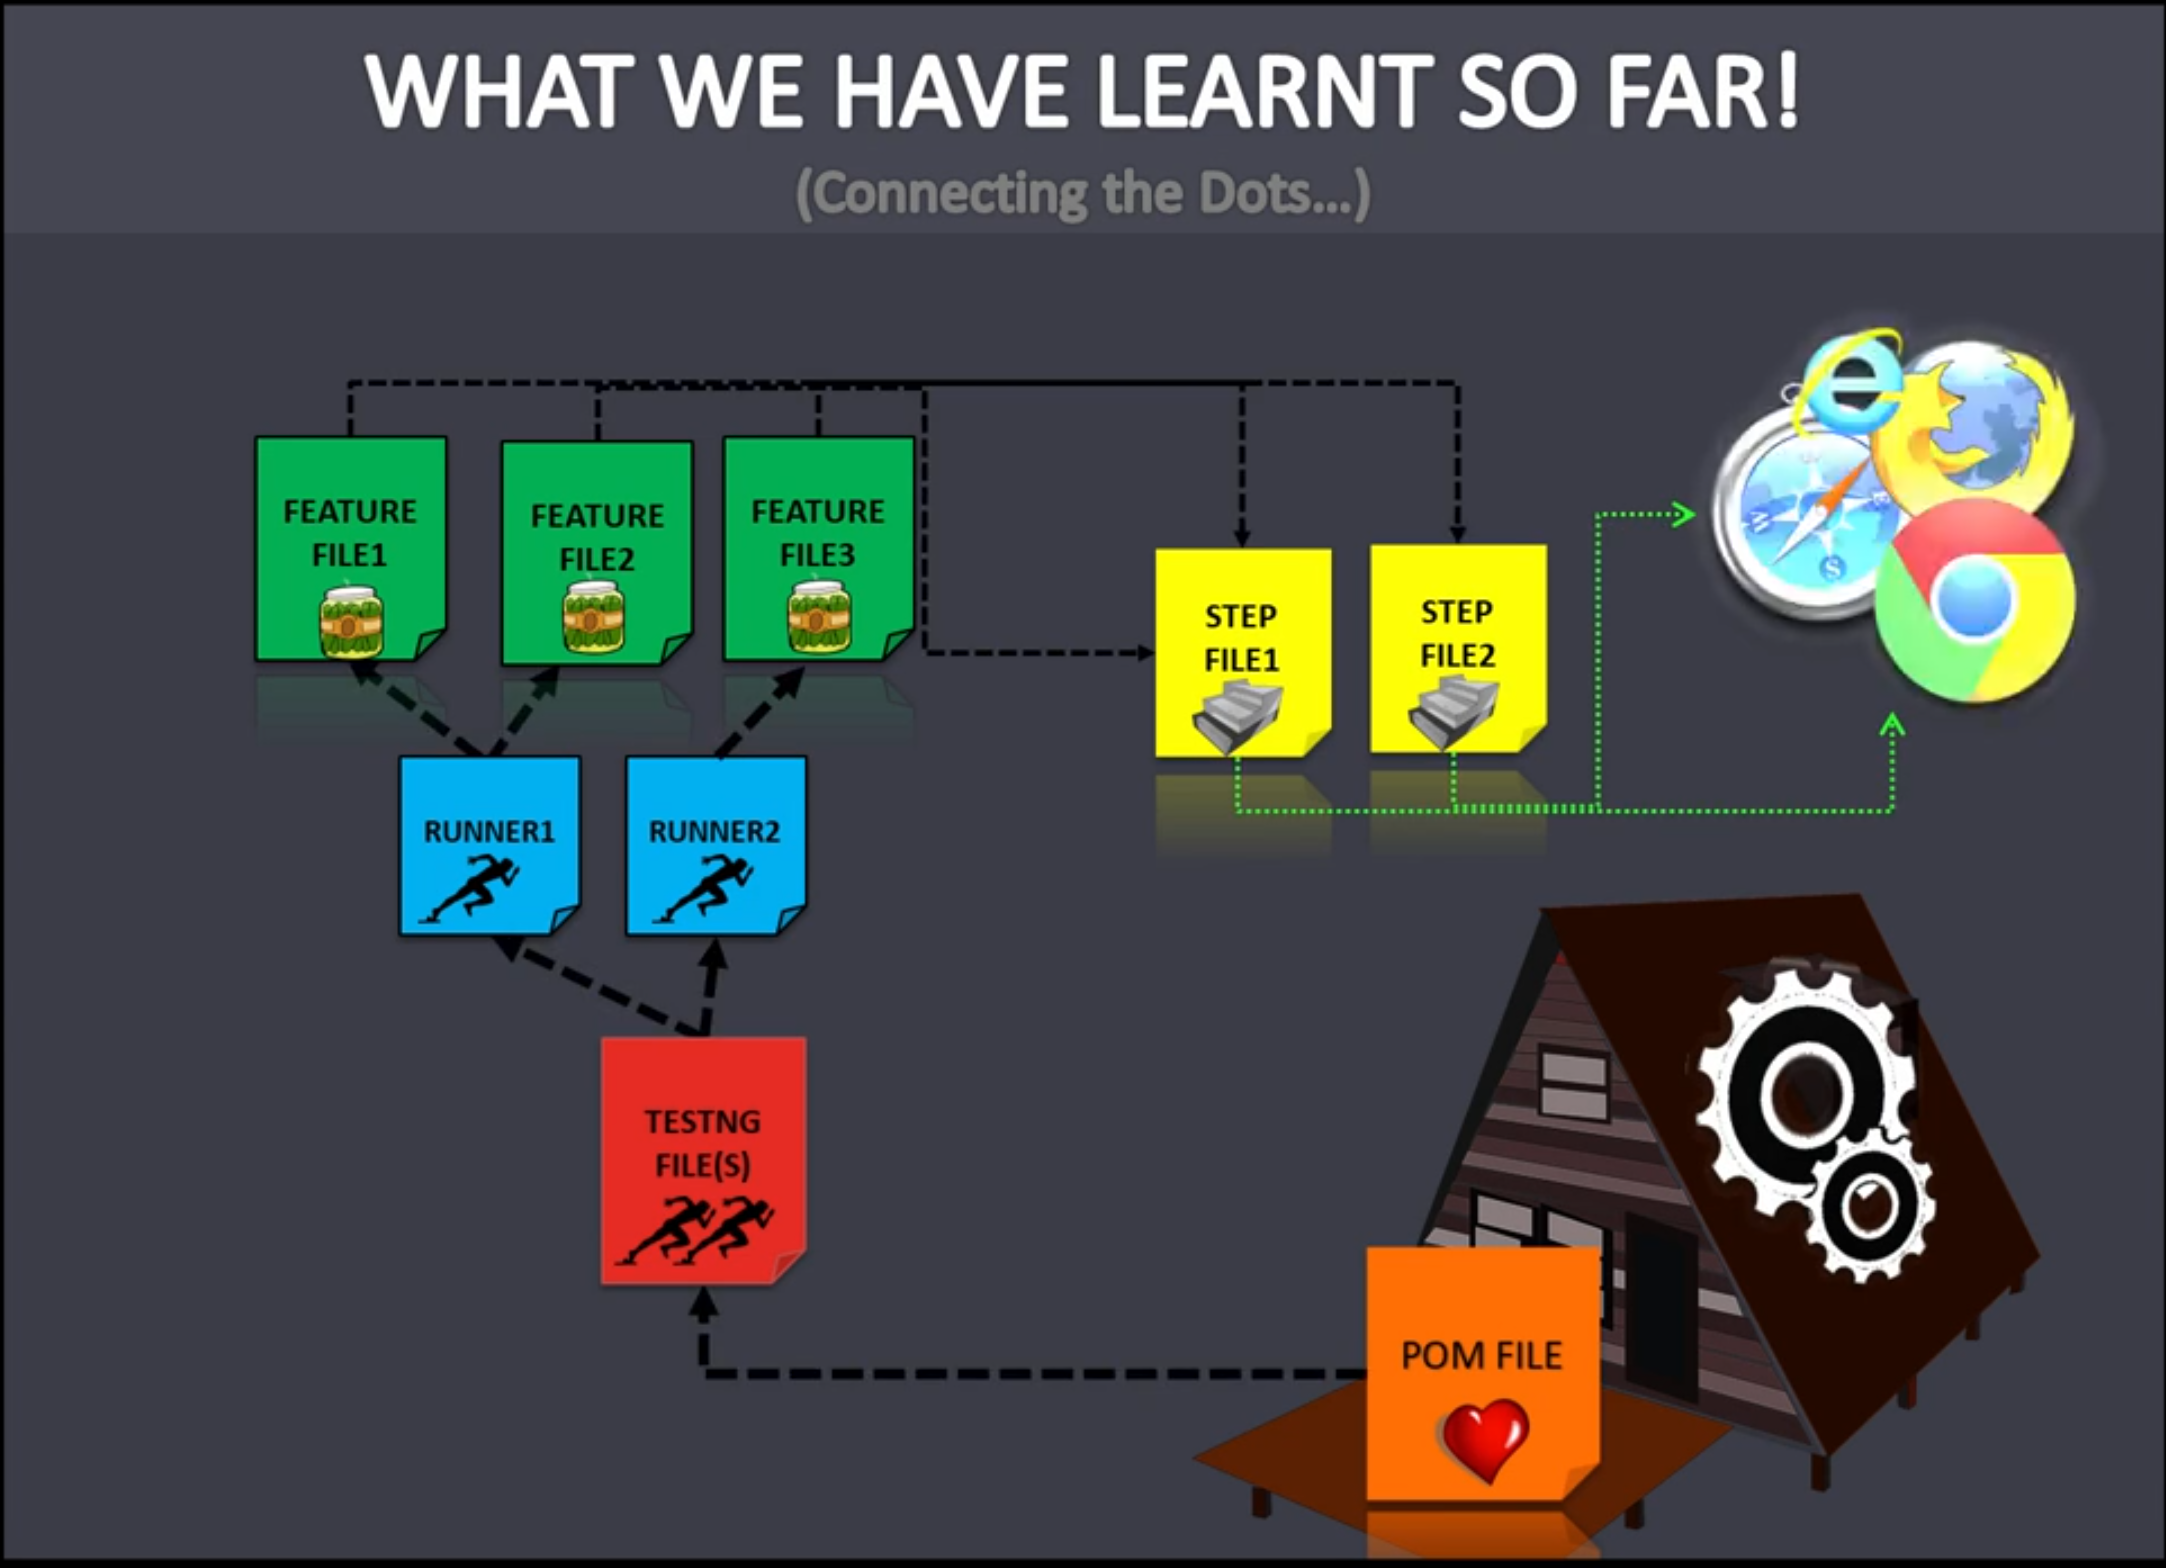 WHAT WE HAVE LEARNT SO FAR!
(Connecting the Dots...)
FEATURE
FILE1
FEATURE
FILE2
FEATURE
FILE3
STEP
FILE1
STEP
FILE2
RUNNER1
RUNNER2
TESTNG
FILE(S)
POM FILE